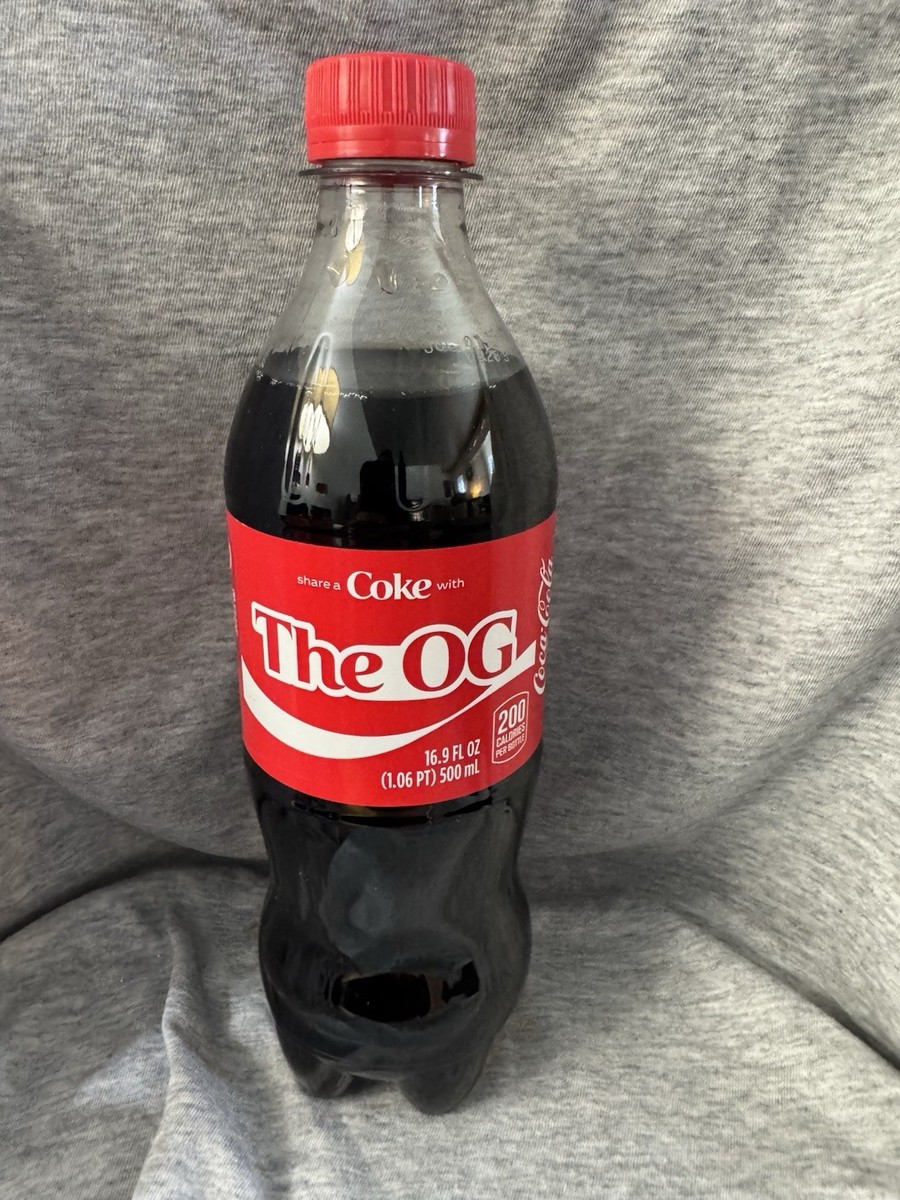 share a Coke with
The OG
Coca-Cola
200
CALORIES
PER BOTTLE
16.9 FL OZ
(1.06 PT) 500 mL